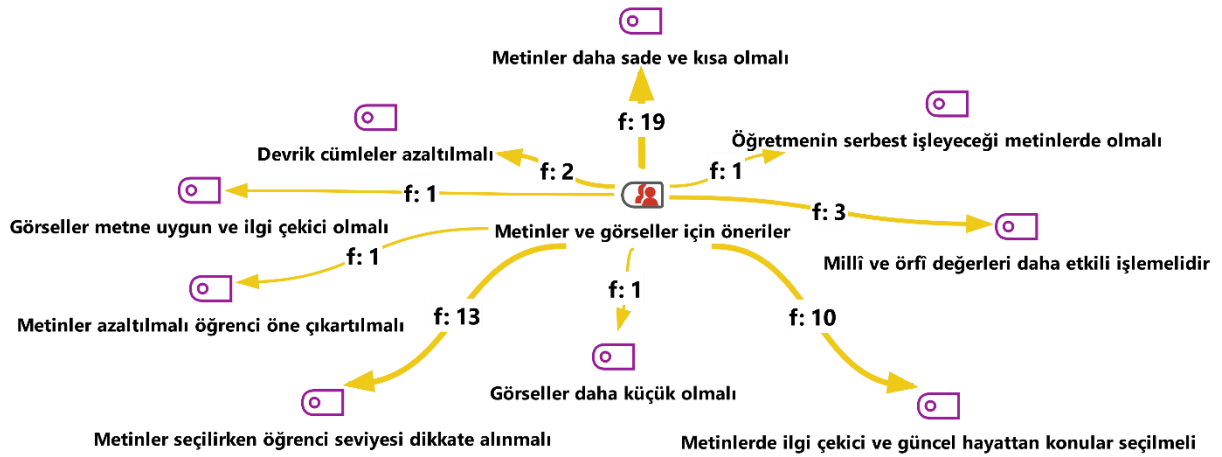 Metinler daha sade ve kısa olmalı
f: 19
Öğretmenin serbest işleyeceği metinlerde olmalı
f: 1
Devrik cümleler azaltılmalı
f: 2
f: 1
Görseller metne uygun ve ilgi çekici olmalı
Metinler ve görseller için öneriler
f: 3
Millî ve örfî değerleri daha etkili işlemelidir
f: 1
Metinler azaltılmalı öğrenci öne çıkartılmalı
f: 13
f: 1
f: 10
Görseller daha küçük olmalı
Metinler seçilirken öğrenci seviyesi dikkate alınmalı
Metinlerde ilgi çekici ve güncel hayattan konular seçilmeli